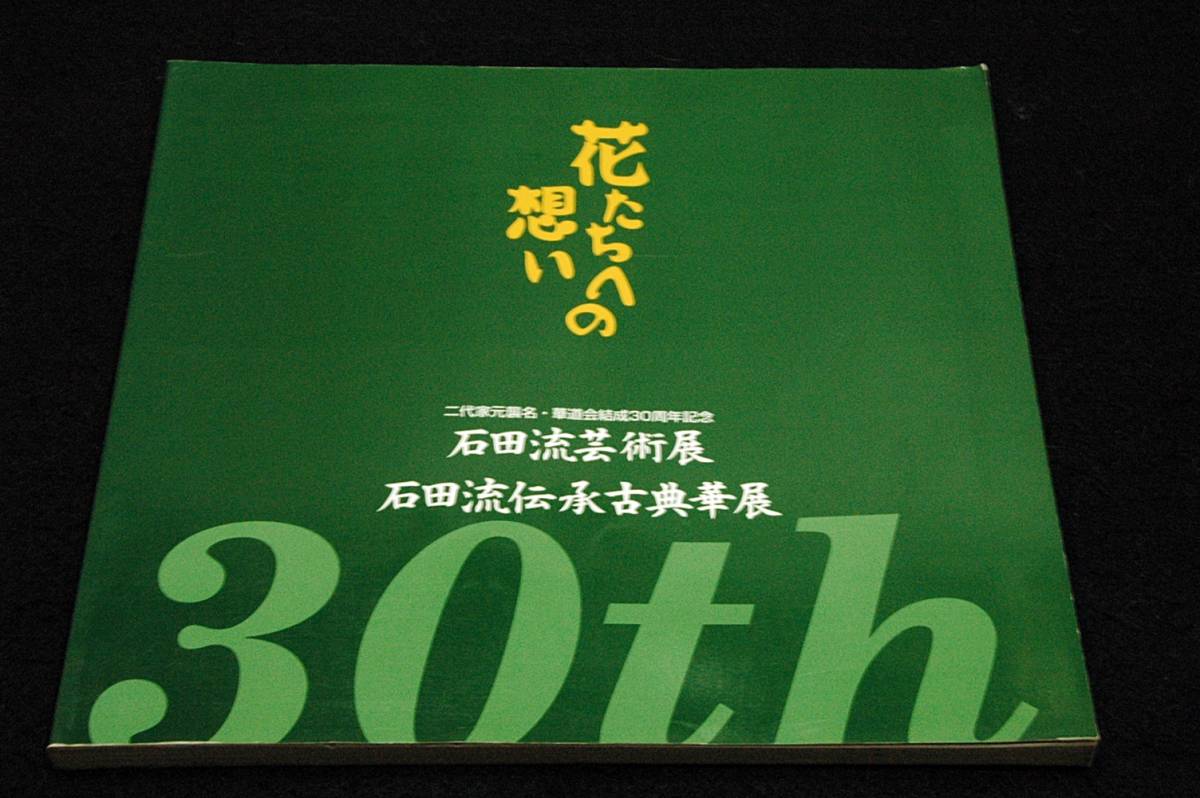 花たちへの
想い
二代家元襲名・華道会結成30周年記念
石田流芸術展
石田流伝承古典華展
30th